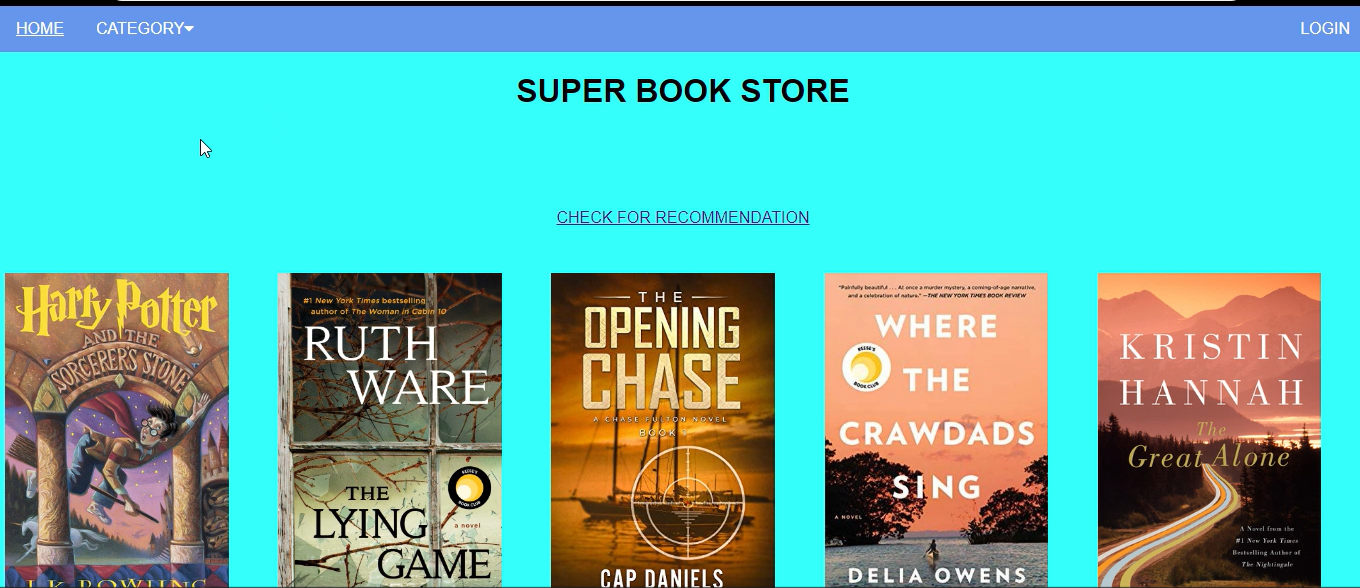 HOME CATEGORY LOGIN
SUPER BOOK STORE
CHECK FOR RECOMMENDATION
Harry Potter
AND THE
SORCERER'S STONE
J.K. ROWLING
#1 New York Times bestselling
author of The Woman in Cabin 10
RUTH
WARE
REESE'S
BOOK CLUB
THE
LYING
a novel
GAME
THE
OPENING
CHASE
A CHASE FULTON NOVEL
BOOK 1
CAP DANIELS
"Painfully beautiful . . . At once a murder mystery, a coming-of-age narrative,
and a celebration of nature." —THE NEW YORK TIMES BOOK REVIEW
WHERE
REESE'S
BOOK CLUB
THE
CRAWDADS
SING
A NOVEL
DELIA OWENS
KRISTIN
HANNAH
The
Great Alone
A Novel from the
#1 New York Times
Bestselling Author of
The Nightingale